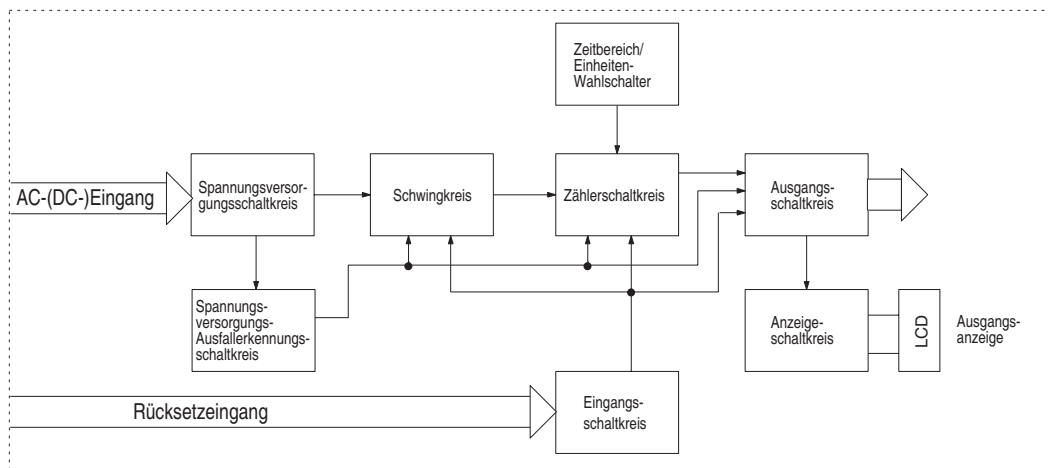 Zeitbereich/
Einheiten-
Wahlschalter
AC-(DC-)Eingang
Spannungsversor-
gungsschaltkreis
Schwingkreis
Zählerschaltkreis
Ausgangs-
schaltkreis
Spannungs-
versorgungs-
Ausfallerkennungs-
schaltkreis
Anzeige-
schaltkreis
LCD
Ausgangs-
anzeige
Rücksetzeingang
Eingangs-
schaltkreis